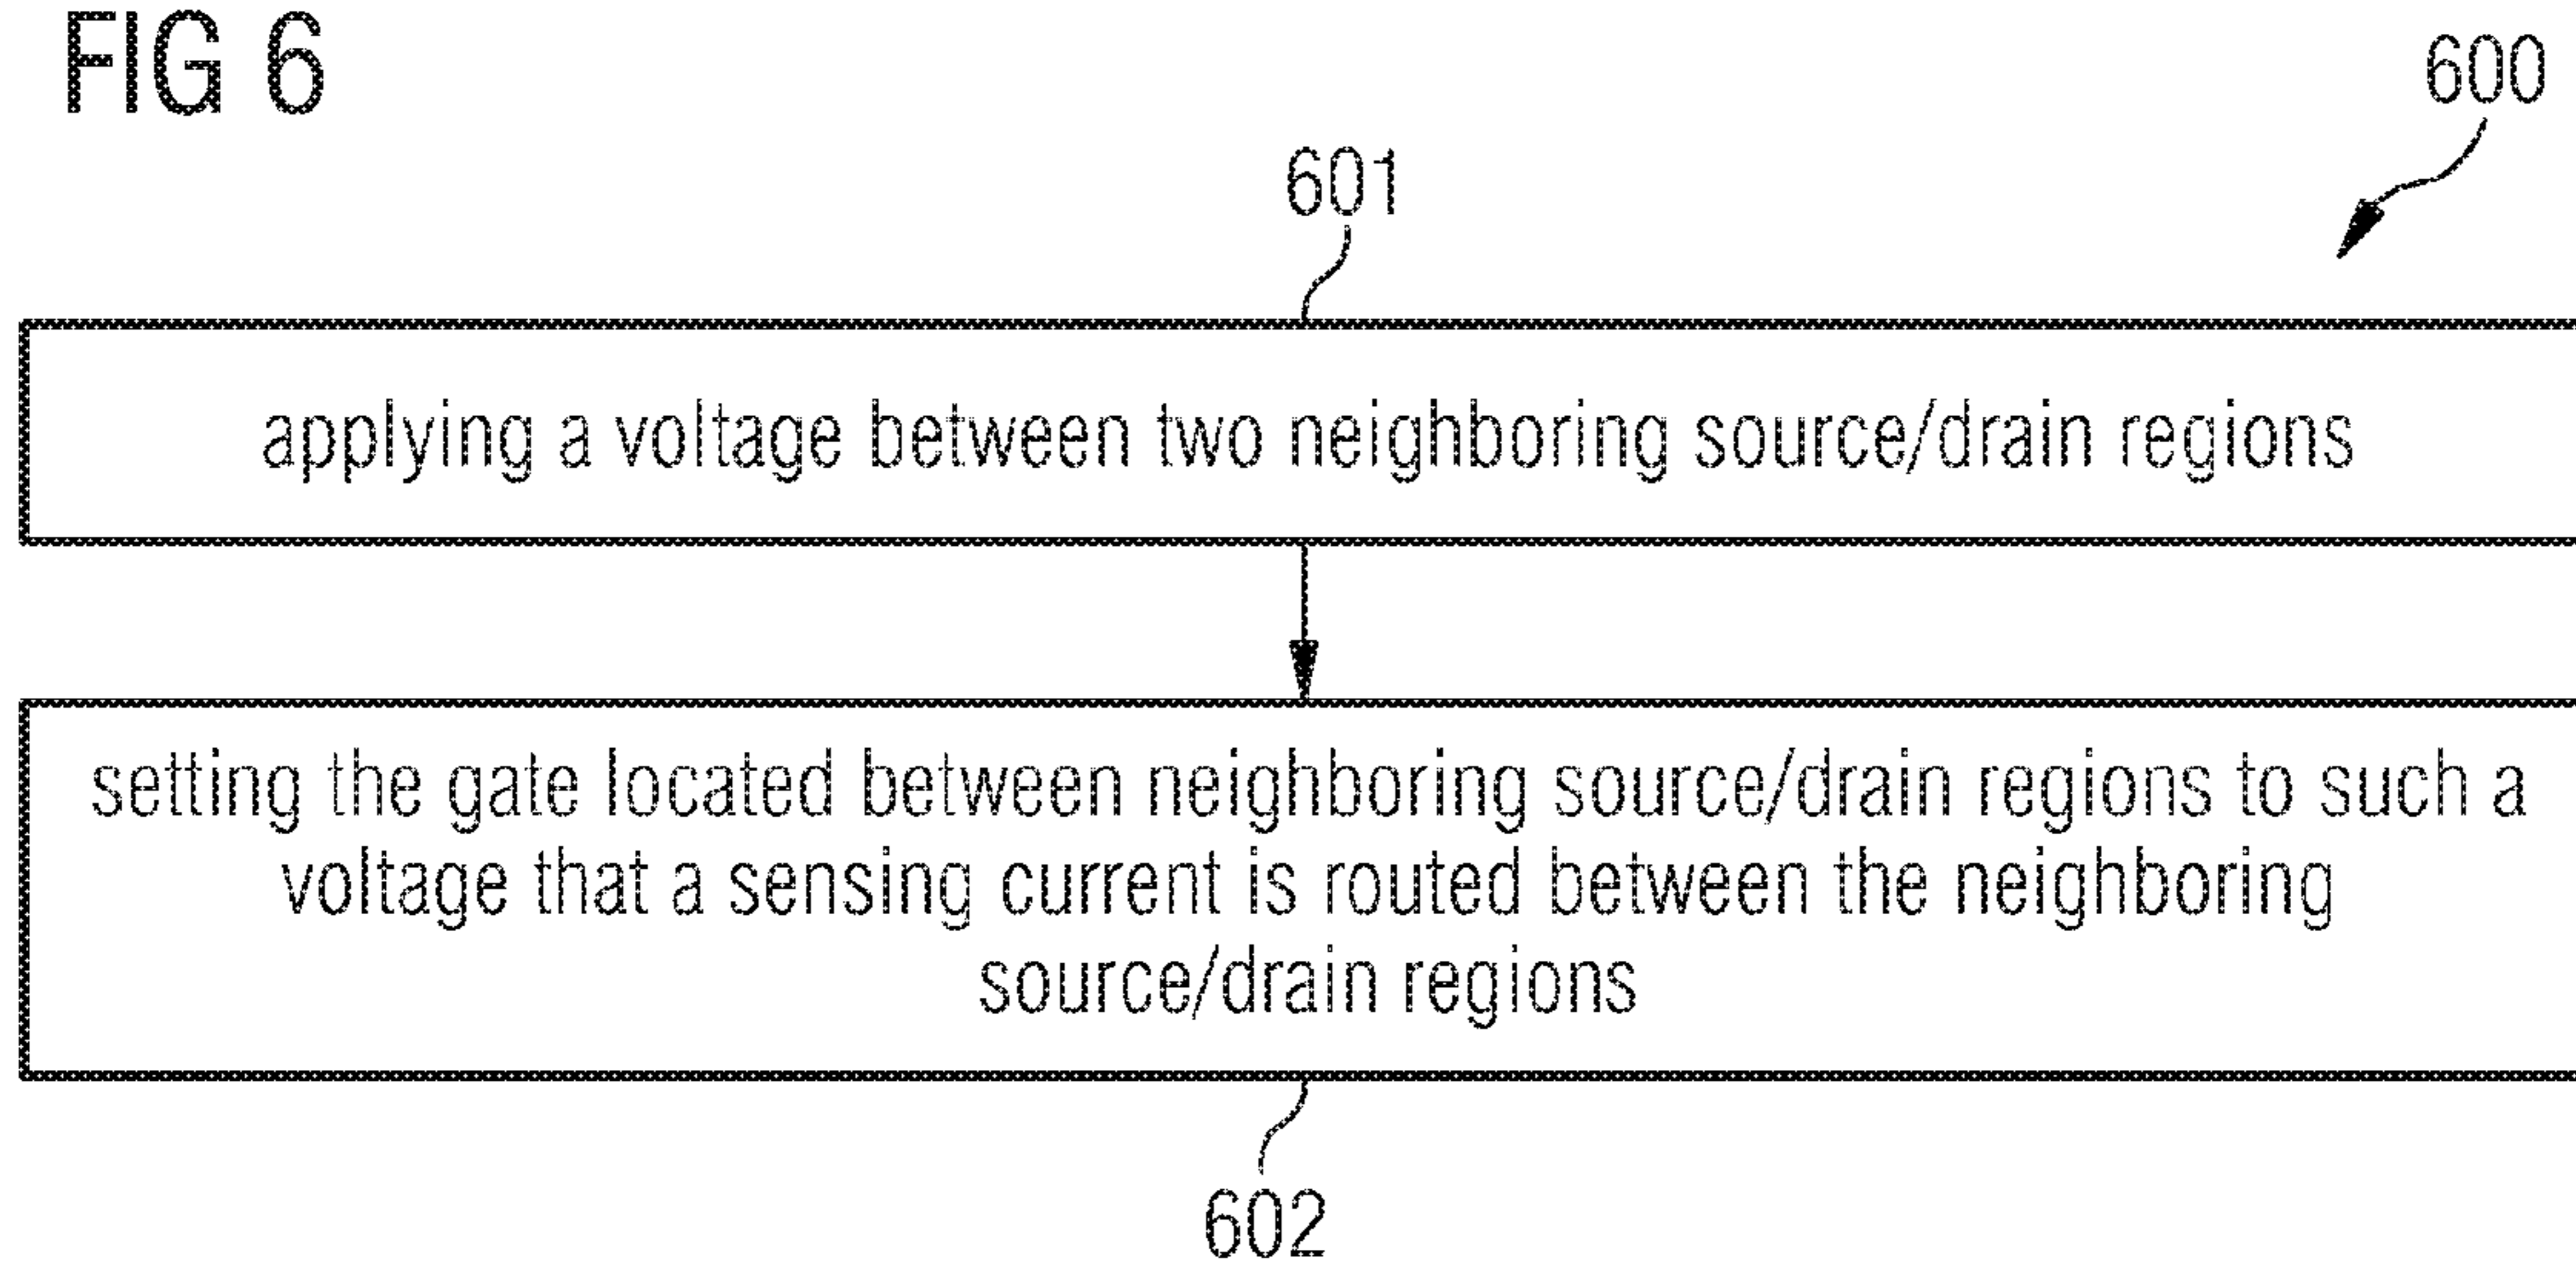 FIG 6
600
601
applying a voltage between two neighboring source/drain regions
setting the gate located between neighboring source/drain regions to such a
voltage that a sensing current is routed between the neighboring
source/drain regions
602